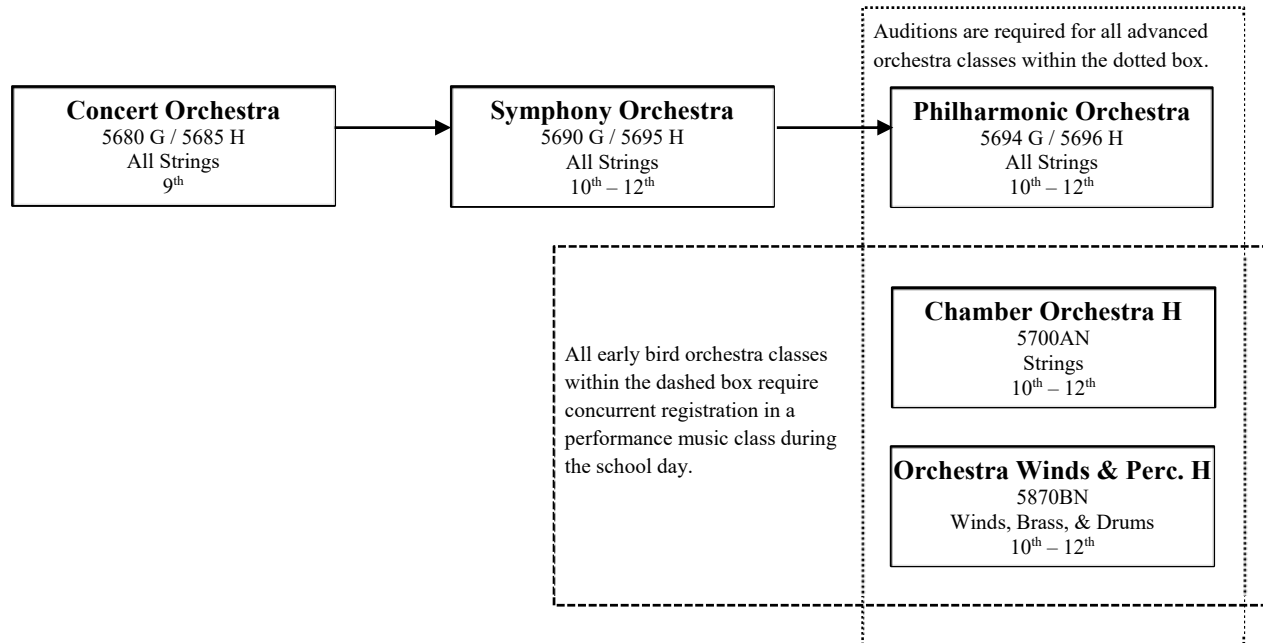 Auditions are required for all advanced
orchestra classes within the dotted box.
Concert Orchestra
5680 G / 5685 H
All Strings
9th
Symphony Orchestra
5690 G / 5695 H
All Strings
10th – 12th
Philharmonic Orchestra
5694 G / 5696 H
All Strings
10th – 12th
All early bird orchestra classes
within the dashed box require
concurrent registration in a
performance music class during
the school day.
Chamber Orchestra H
5700AN
Strings
10th – 12th
Orchestra Winds & Perc. H
5870BN
Winds, Brass, & Drums
10th – 12th